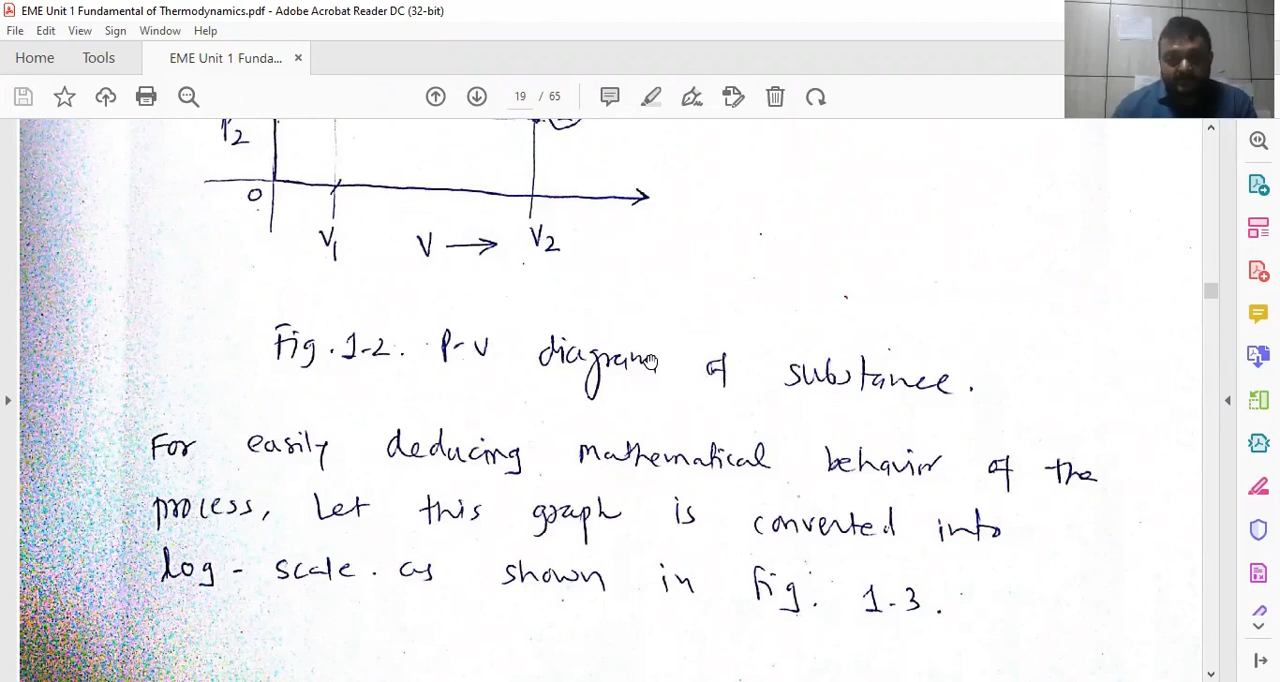 EME Unit 1 Fundamental of Thermodynamics.pdf - Adobe Acrobat Reader DC (32-bit)
File Edit View Sign Window Help
Home Tools EME Unit 1 Funda... ×
19 / 65
P2
0
V1 V → V2
Fig. 1-2. P-V diagram of substance.
For easily deducing mathematical behavior of the
process, Let this graph is converted into
log-scale. as shown in Fig. 1-3.